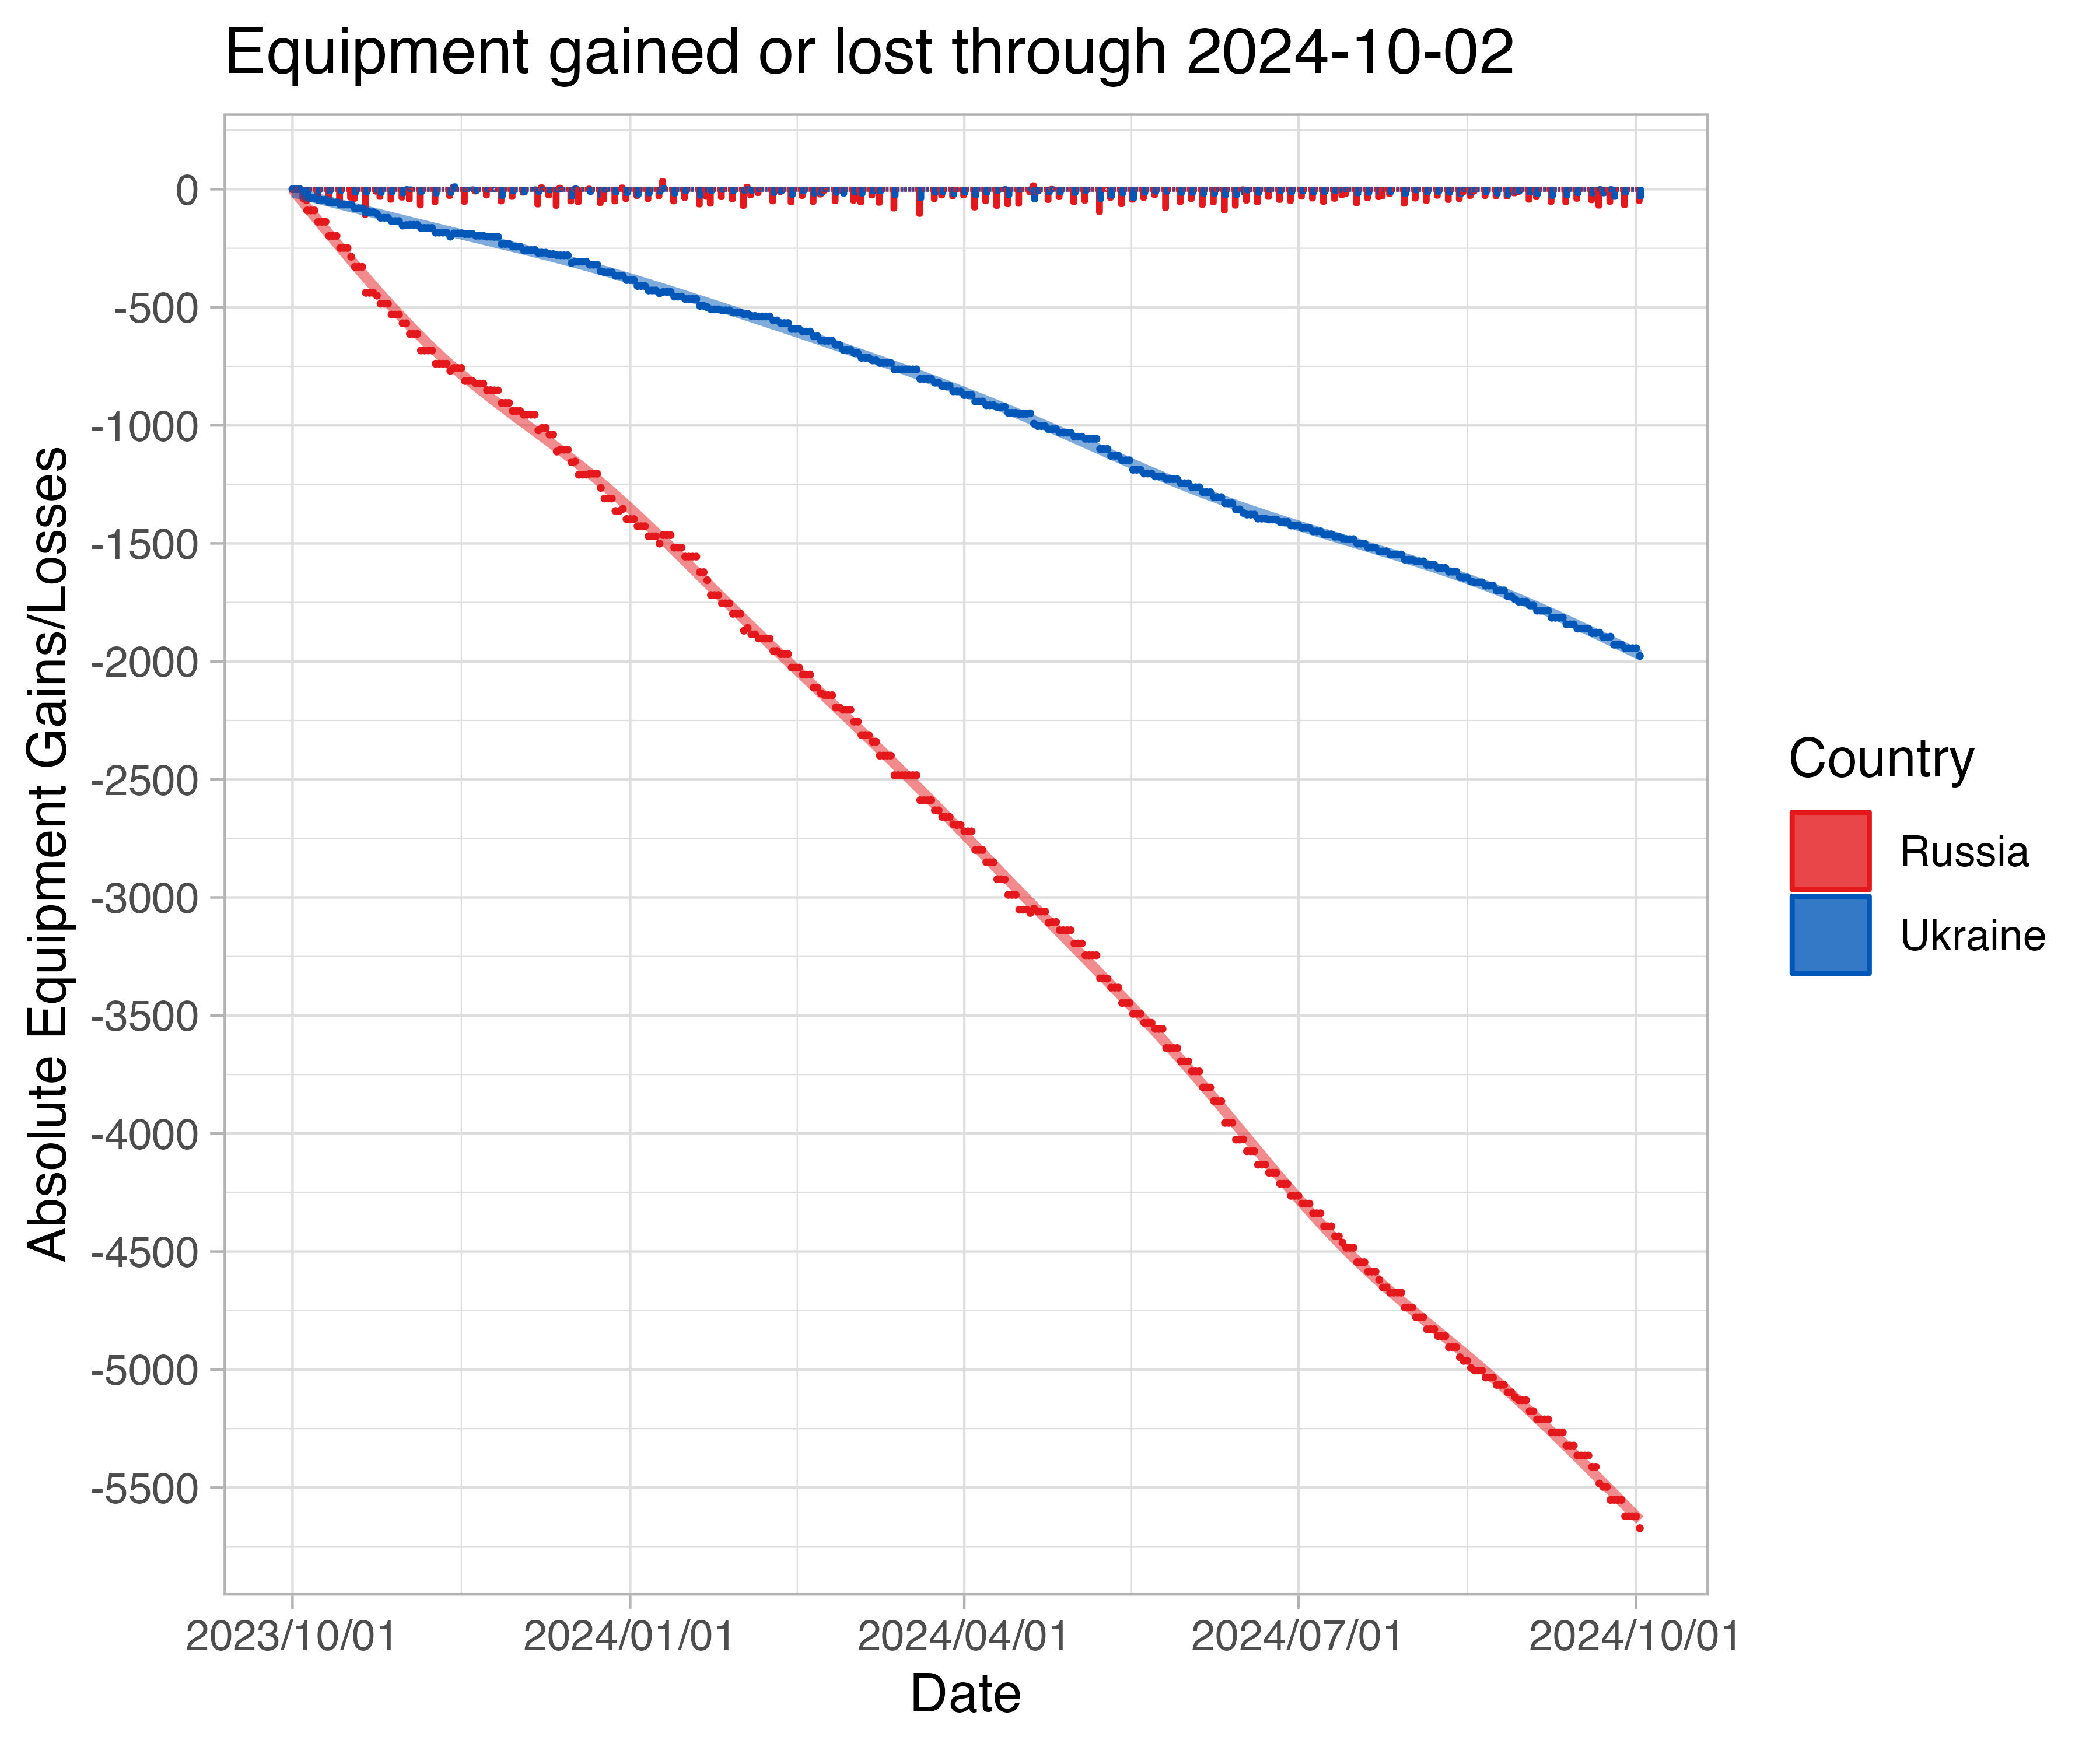 Equipment gained or lost through 2024-10-02
Absolute Equipment Gains/Losses
0
-500
-1000
-1500
-2000
-2500
-3000
-3500
-4000
-4500
-5000
-5500
2023/10/01
2024/01/01
2024/04/01
2024/07/01
2024/10/01
Date
Country
Russia
Ukraine